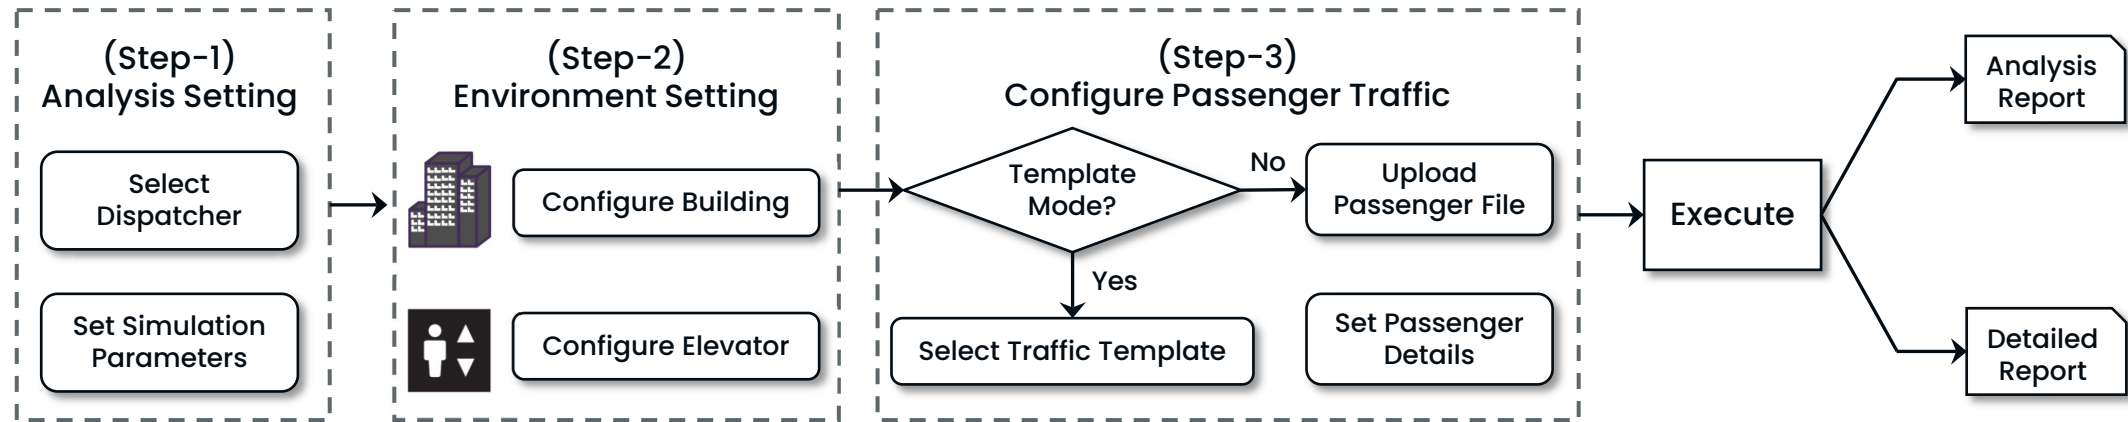 (Step-1)
Analysis Setting
Select
Dispatcher
Set Simulation
Parameters
(Step-2)
Environment Setting
Configure Building
Configure Elevator
(Step-3)
Configure Passenger Traffic
Template
Mode?
No
Upload
Passenger File
Yes
Select Traffic Template
Set Passenger
Details
Execute
Analysis
Report
Detailed
Report